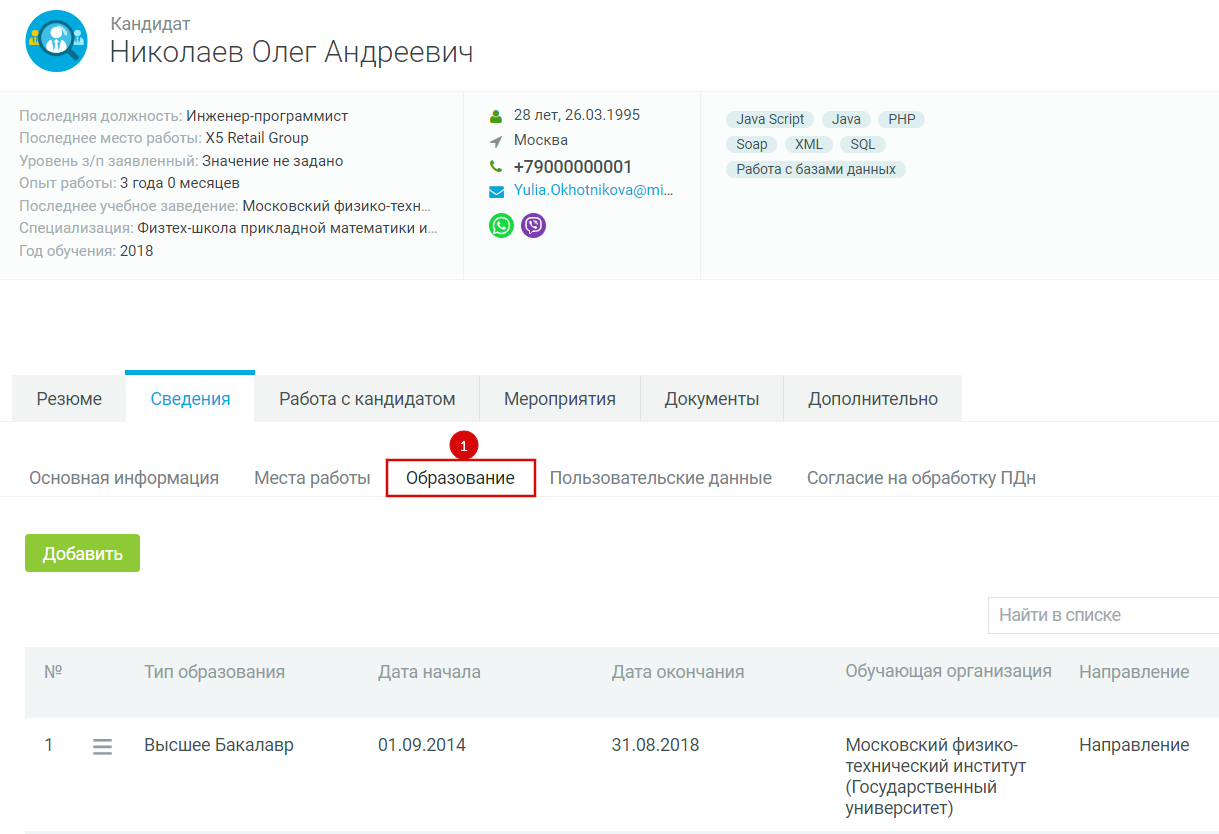 Кандидат
Николаев Олег Андреевич
Последняя должность: Инженер-программист
Последнее место работы: X5 Retail Group
Уровень з/п заявленный: Значение не задано
Опыт работы: 3 года 0 месяцев
Последнее учебное заведение: Московский физико-техн...
Специализация: Физтех-школа прикладной математики и...
Год обучения: 2018
28 лет, 26.03.1995
Москва
+79000000001
Yulia.Okhotnikova@mi...
Java Script Java PHP
Soap XML SQL
Работа с базами данных
Резюме Сведения Работа с кандидатом Мероприятия Документы Дополнительно
1
Основная информация Места работы Образование Пользовательские данные Согласие на обработку ПДн
Добавить
Найти в списке
№ Тип образования Дата начала Дата окончания Обучающая организация Направление
1 Высшее Бакалавр 01.09.2014 31.08.2018 Московский физико- Направление
технический институт
(Государственный
университет)